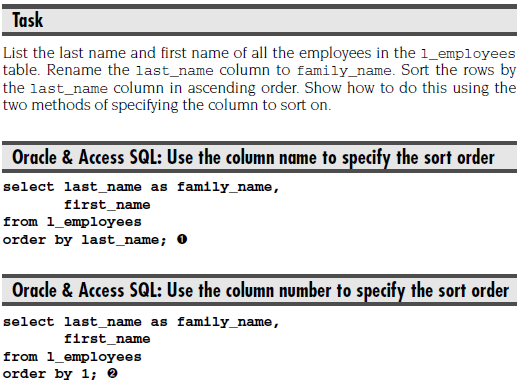 Task
List the last name and first name of all the employees in the l_employees
table. Rename the last_name column to family_name. Sort the rows by
the last_name column in ascending order. Show how to do this using the
two methods of specifying the column to sort on.
Oracle & Access SQL: Use the column name to specify the sort order
select last_name as family_name,
first_name
from l_employees
order by last_name; ❶
Oracle & Access SQL: Use the column number to specify the sort order
select last_name as family_name,
first_name
from l_employees
order by 1; ❷